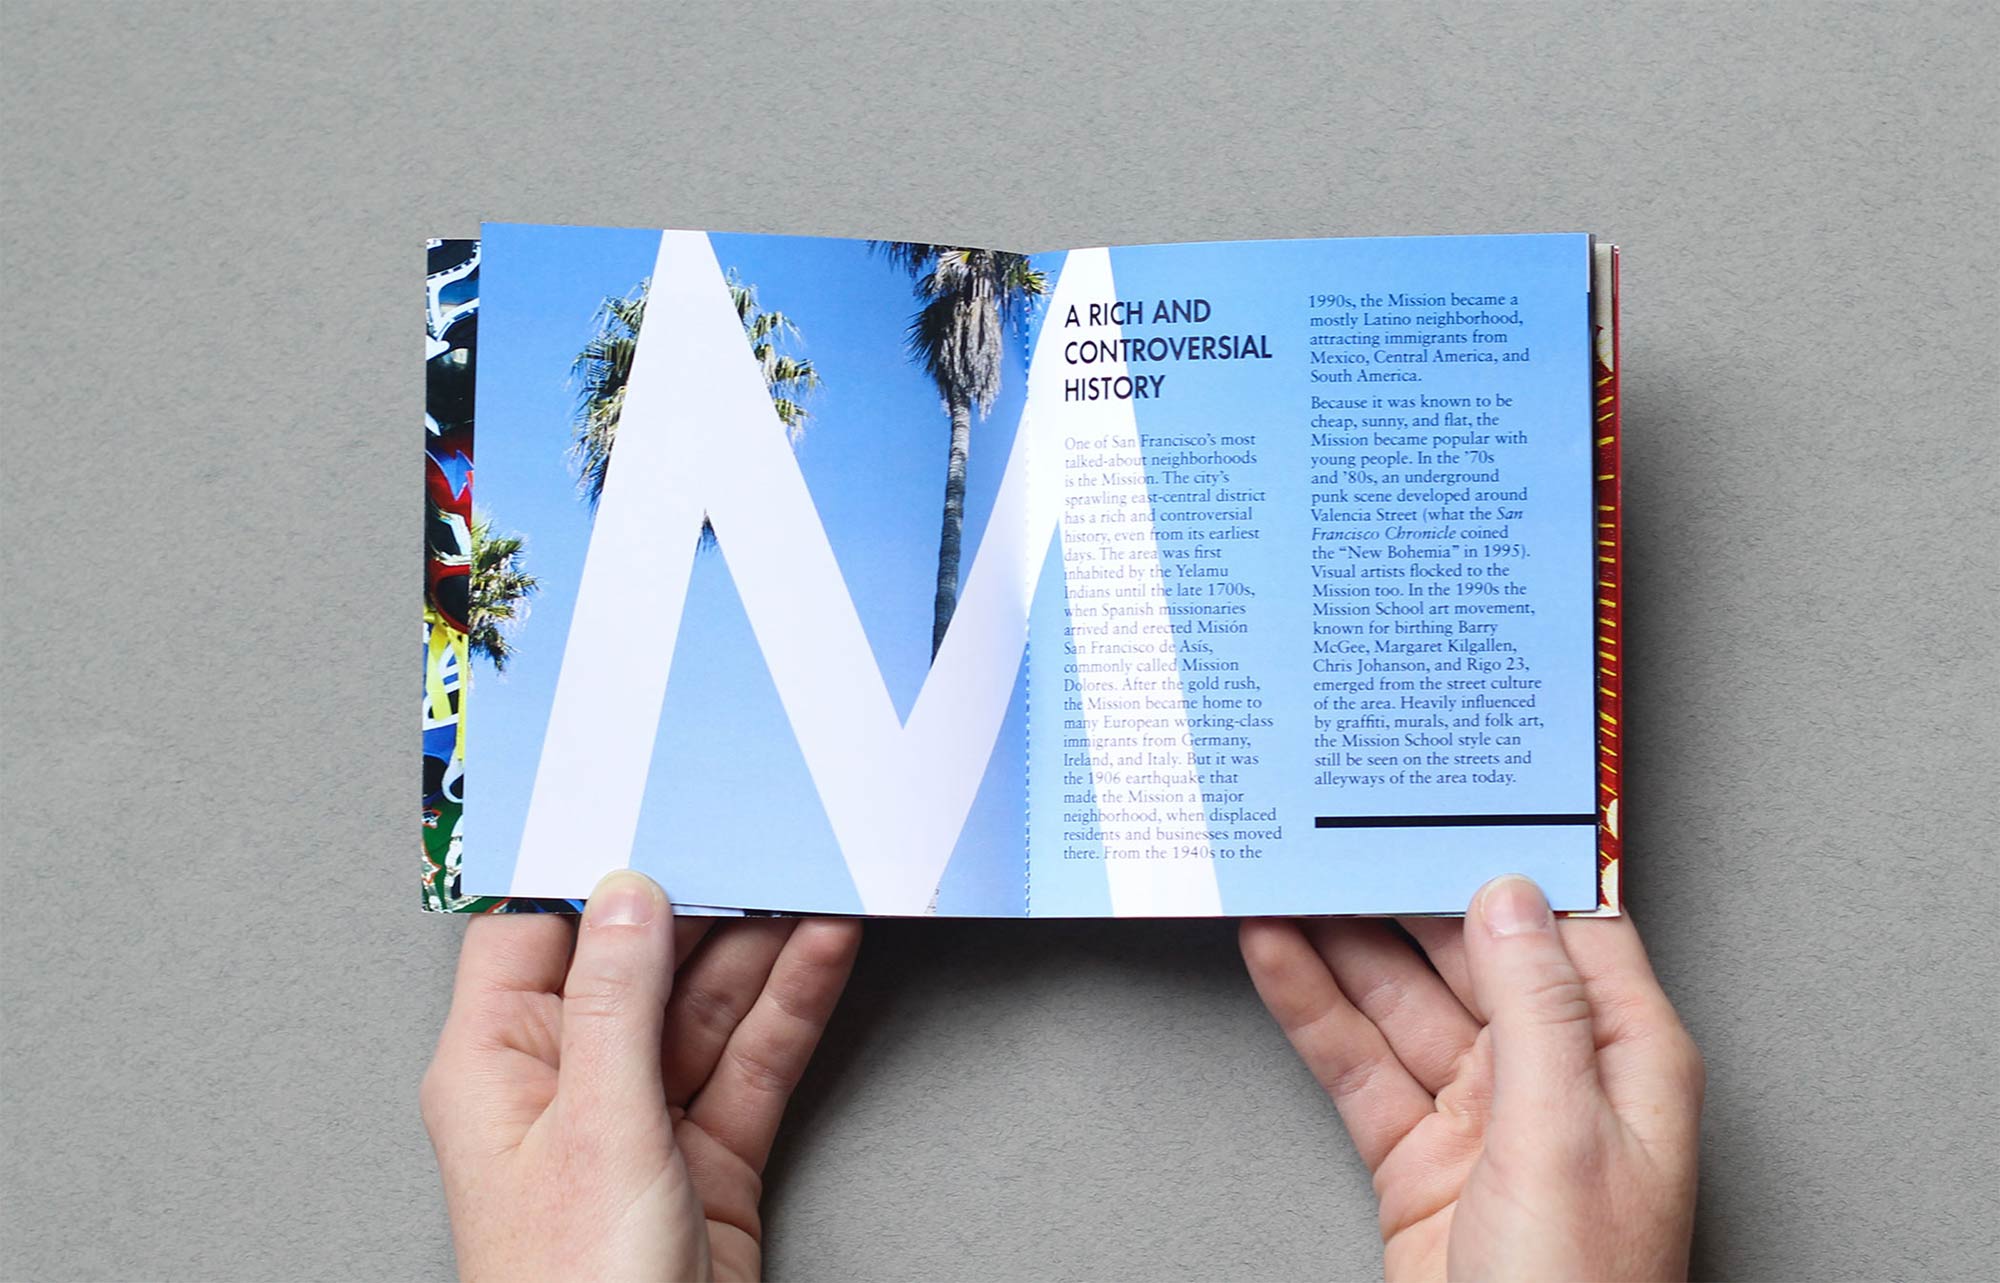 M
A RICH AND
CONTROVERSIAL
HISTORY
One of San Francisco's most
talked-about neighborhoods
is the Mission. The city's
sprawling east-central district
has a rich and controversial
history, even from its earliest
days. The area was first
inhabited by the Yelamu
Indians until the late 1700s,
when Spanish missionaries
arrived and erected Misión
San Francisco de Asis,
commonly called Mission
Dolores. After the gold rush,
the Mission became home to
many European working-class
immigrants from Germany,
Ireland, and Italy. But it was
the 1906 earthquake that
made the Mission a major
neighborhood, when displaced
residents and businesses moved
there. From the 1940s to the
1990s, the Mission became a
mostly Latino neighborhood,
attracting immigrants from
Mexico, Central America, and
South America.
Because it was known to be
cheap, sunny, and flat, the
Mission became popular with
young people. In the '70s
and '80s, an underground
punk scene developed around
Valencia Street (what the San
Francisco Chronicle coined
the “New Bohemia” in 1995).
Visual artists flocked to the
Mission too. In the 1990s the
Mission School art movement,
known for birthing Barry
McGee, Margaret Kilgallen,
Chris Johanson, and Rigo 23,
emerged from the street culture
of the area. Heavily influenced
by graffiti, murals, and folk art,
the Mission School style can
still be seen on the streets and
alleyways of the area today.